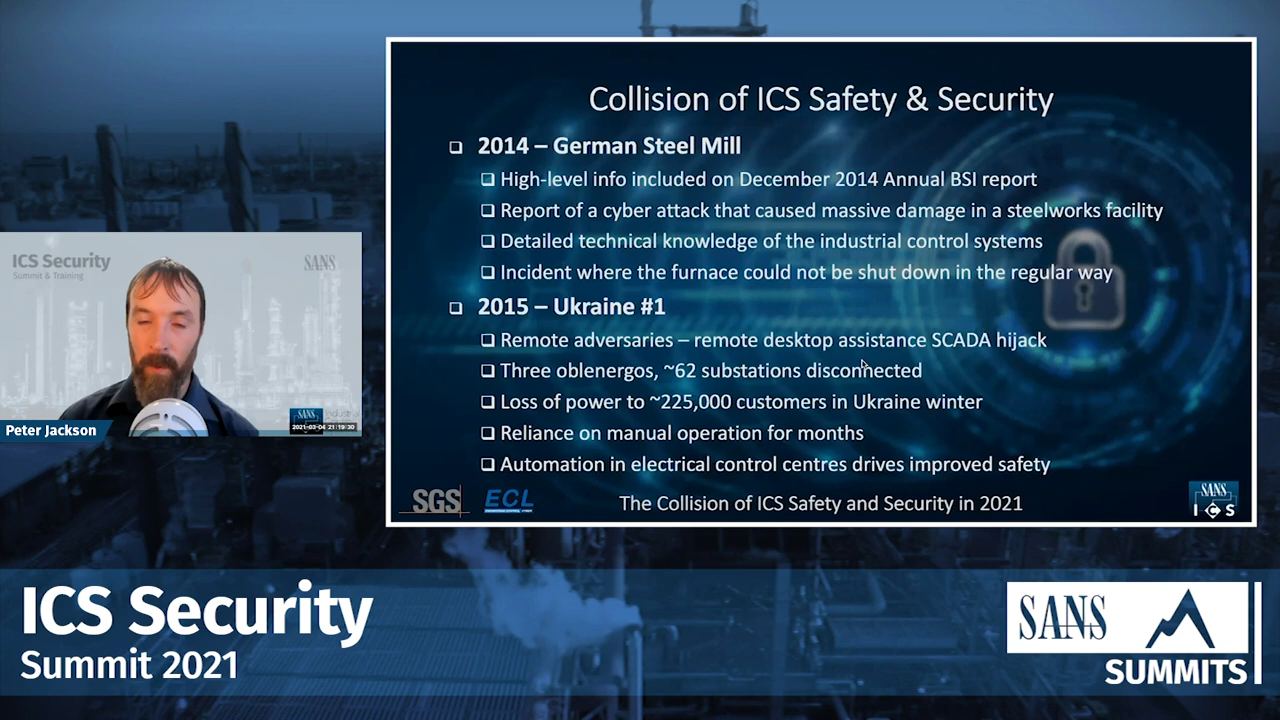 Collision of ICS Safety & Security
❑ 2014 – German Steel Mill
❑ High-level info included on December 2014 Annual BSI report
❑ Report of a cyber attack that caused massive damage in a steelworks facility
❑ Detailed technical knowledge of the industrial control systems
❑ Incident where the furnace could not be shut down in the regular way
❑ 2015 – Ukraine #1
❑ Remote adversaries – remote desktop assistance SCADA hijack
❑ Three oblenergos, ~62 substations disconnected
❑ Loss of power to ~225,000 customers in Ukraine winter
❑ Reliance on manual operation for months
❑ Automation in electrical control centres drives improved safety
SGS
ECL
The Collision of ICS Safety and Security in 2021
SANS
ICS
ICS Security
Summit & Training
SANS
SANS
2021-03-04 21:19:30
Peter Jackson
ICS Security
Summit 2021
SANS
SUMMITS